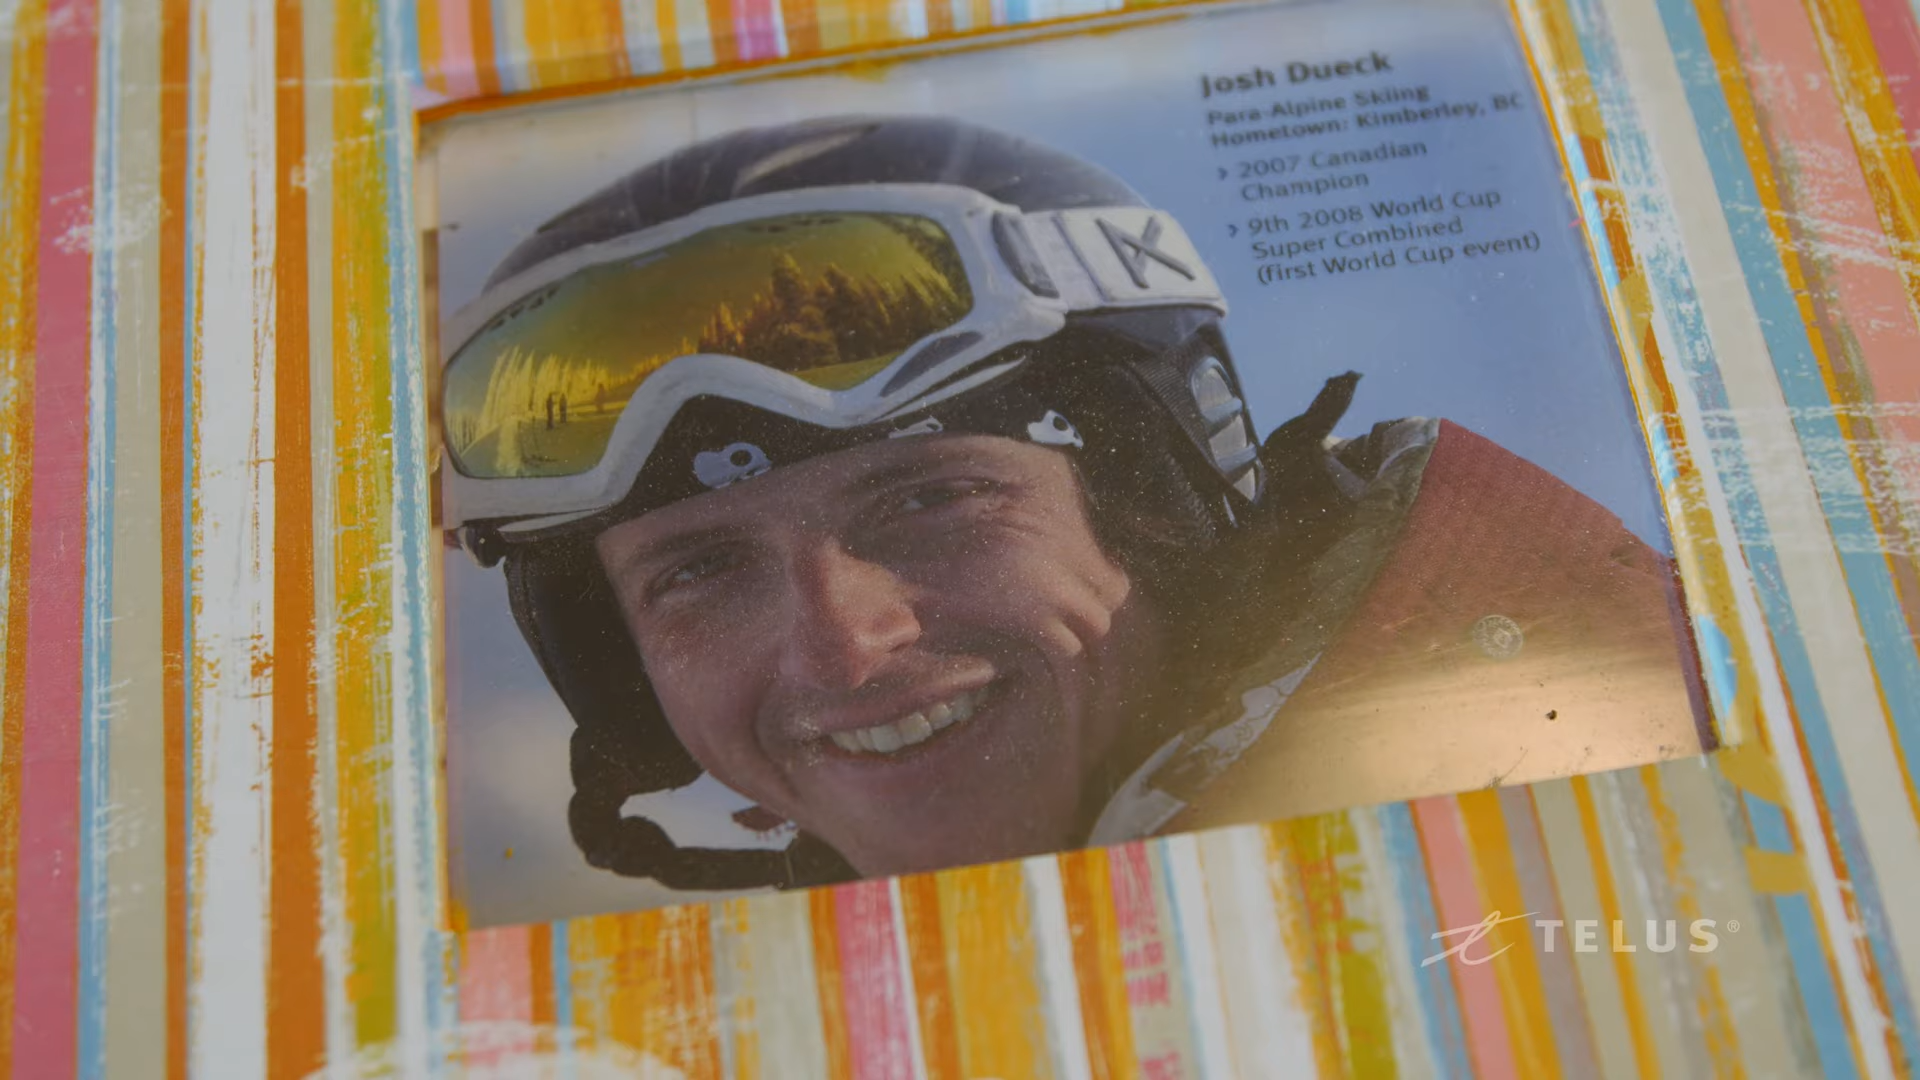 Josh Dueck
Para-Alpine Skiing
Hometown: Kimberley, BC
› 2007 Canadian
Champion
› 9th 2008 World Cup
Super Combined
(first World Cup event)
TELUS®